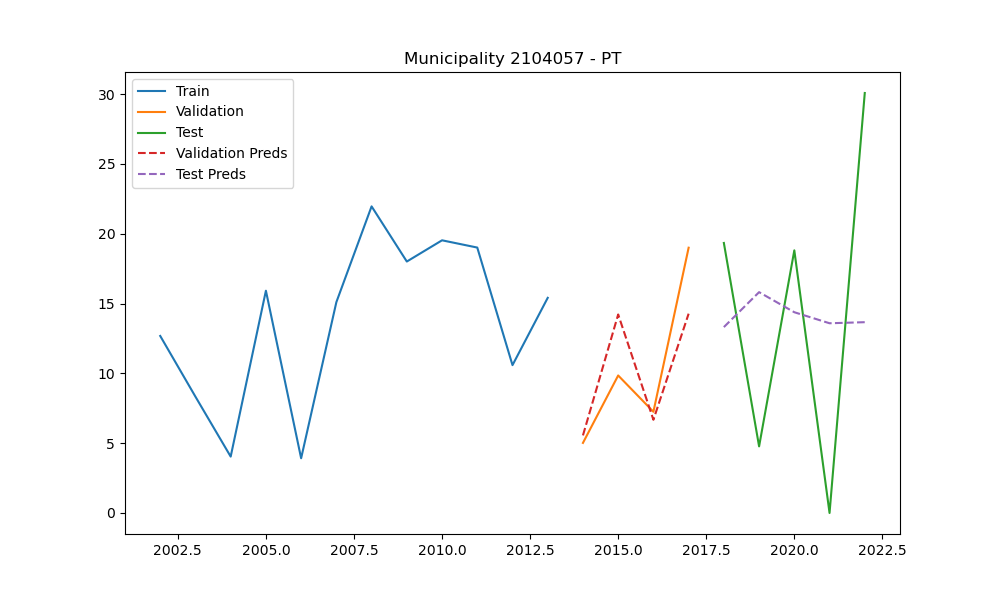 Municipality 2104057 - PT
Train
Validation
Test
Validation Preds
Test Preds
30
25
20
15
10
5
0
2002.5 2005.0 2007.5 2010.0 2012.5 2015.0 2017.5 2020.0 2022.5